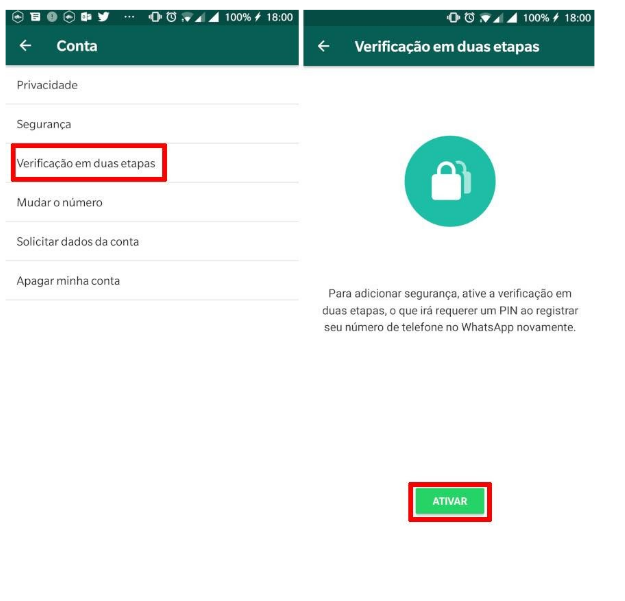 100% 18:00
Conta
Privacidade
Segurança
Verificação em duas etapas
Mudar o número
Solicitar dados da conta
Apagar minha conta
100% 18:00
Verificação em duas etapas
Para adicionar segurança, ative a verificação em
duas etapas, o que irá requerer um PIN ao registrar
seu número de telefone no WhatsApp novamente.
ATIVAR